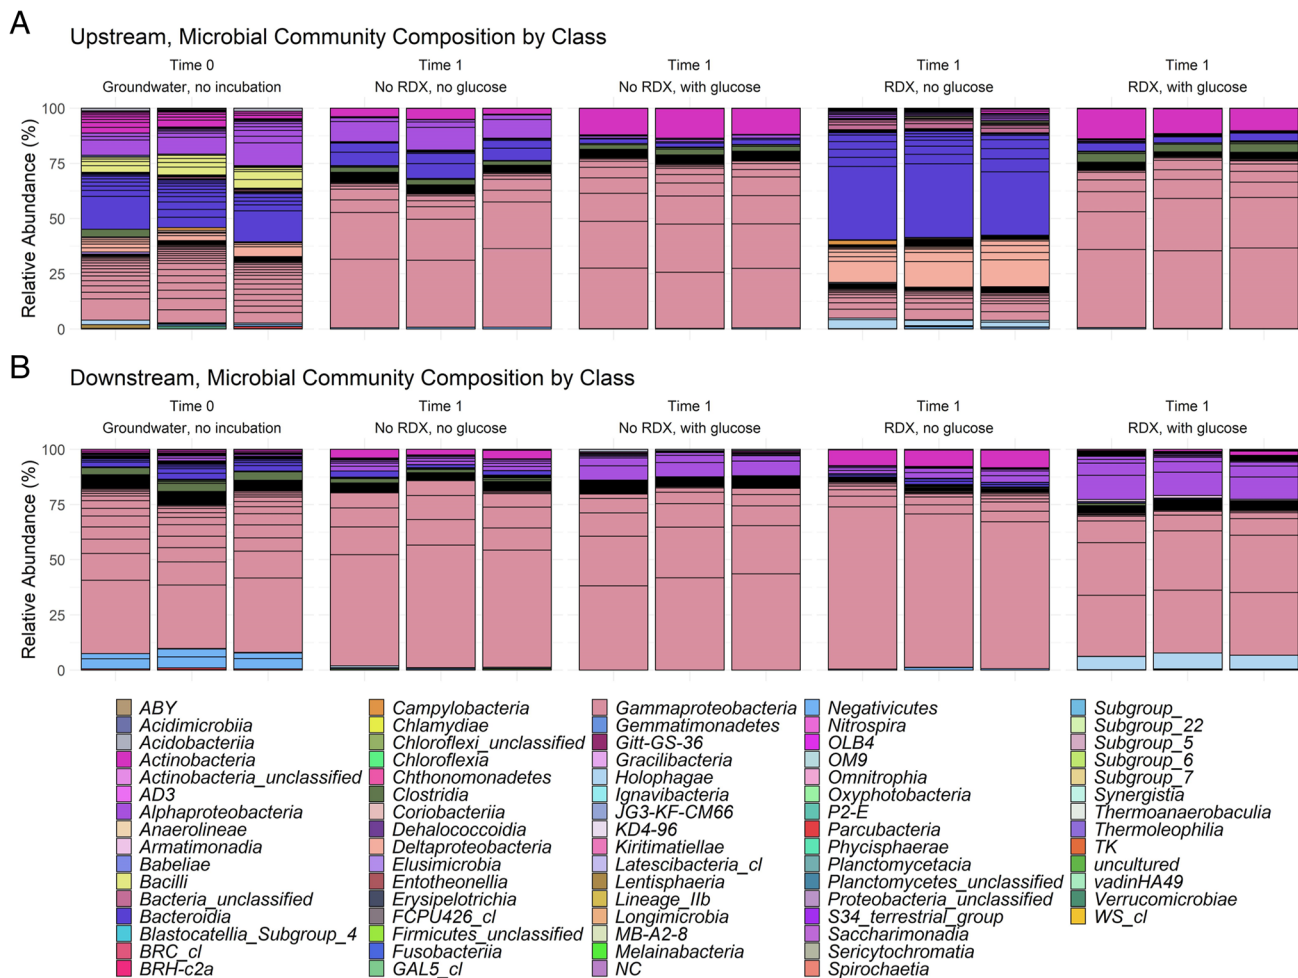 A
Upstream, Microbial Community Composition by Class
Time 0 Time 1 Time 1 Time 1 Time 1
Groundwater, no incubation No RDX, no glucose No RDX, with glucose RDX, no glucose RDX, with glucose
Relative Abundance (%)
100
75
50
25
0
B
Downstream, Microbial Community Composition by Class
Time 0 Time 1 Time 1 Time 1 Time 1
Groundwater, no incubation No RDX, no glucose No RDX, with glucose RDX, no glucose RDX, with glucose
Relative Abundance (%)
100
75
50
25
0
ABY
Acidimicrobiia
Acidobacteriia
Actinobacteria
Actinobacteria_unclassified
AD3
Alphaproteobacteria
Anaerolineae
Armatimonadia
Babeliae
Bacilli
Bacteria_unclassified
Bacteroidia
Blastocatellia_Subgroup_4
BRC_cl
BRH-c2a
Campylobacteria
Chlamydiae
Chloroflexi_unclassified
Chloroflexia
Chthonomonadetes
Clostridia
Coriobacteriia
Dehalococcoidia
Deltaproteobacteria
Elusimicrobia
Entotheonellia
Erysipelotrichia
FCPU426_cl
Firmicutes_unclassified
Fusobacteriia
GAL5_cl
Gammaproteobacteria
Gemmatimonadetes
Gitt-GS-36
Gracilibacteria
Holophagae
Ignavibacteria
JG3-KF-CM66
KD4-96
Kiritimatiellae
Latescibacteria_cl
Lentisphaeria
Lineage_IIb
Longimicrobia
MB-A2-8
Melainabacteria
NC
Negativicutes
Nitrospira
OLB4
OM9
Omnitrophia
Oxyphotobacteria
P2-E
Parcubacteria
Phycisphaerae
Planctomycetacia
Planctomycetes_unclassified
Proteobacteria_unclassified
S34_terrestrial_group
Saccharimonadia
Sericytochromatia
Spirochaetia
Subgroup_
Subgroup_22
Subgroup_5
Subgroup_6
Subgroup_7
Synergistia
Thermoanaerobaculia
Thermoleophilia
TK
uncultured
vadinHA49
Verrucomicrobiae
WS_cl